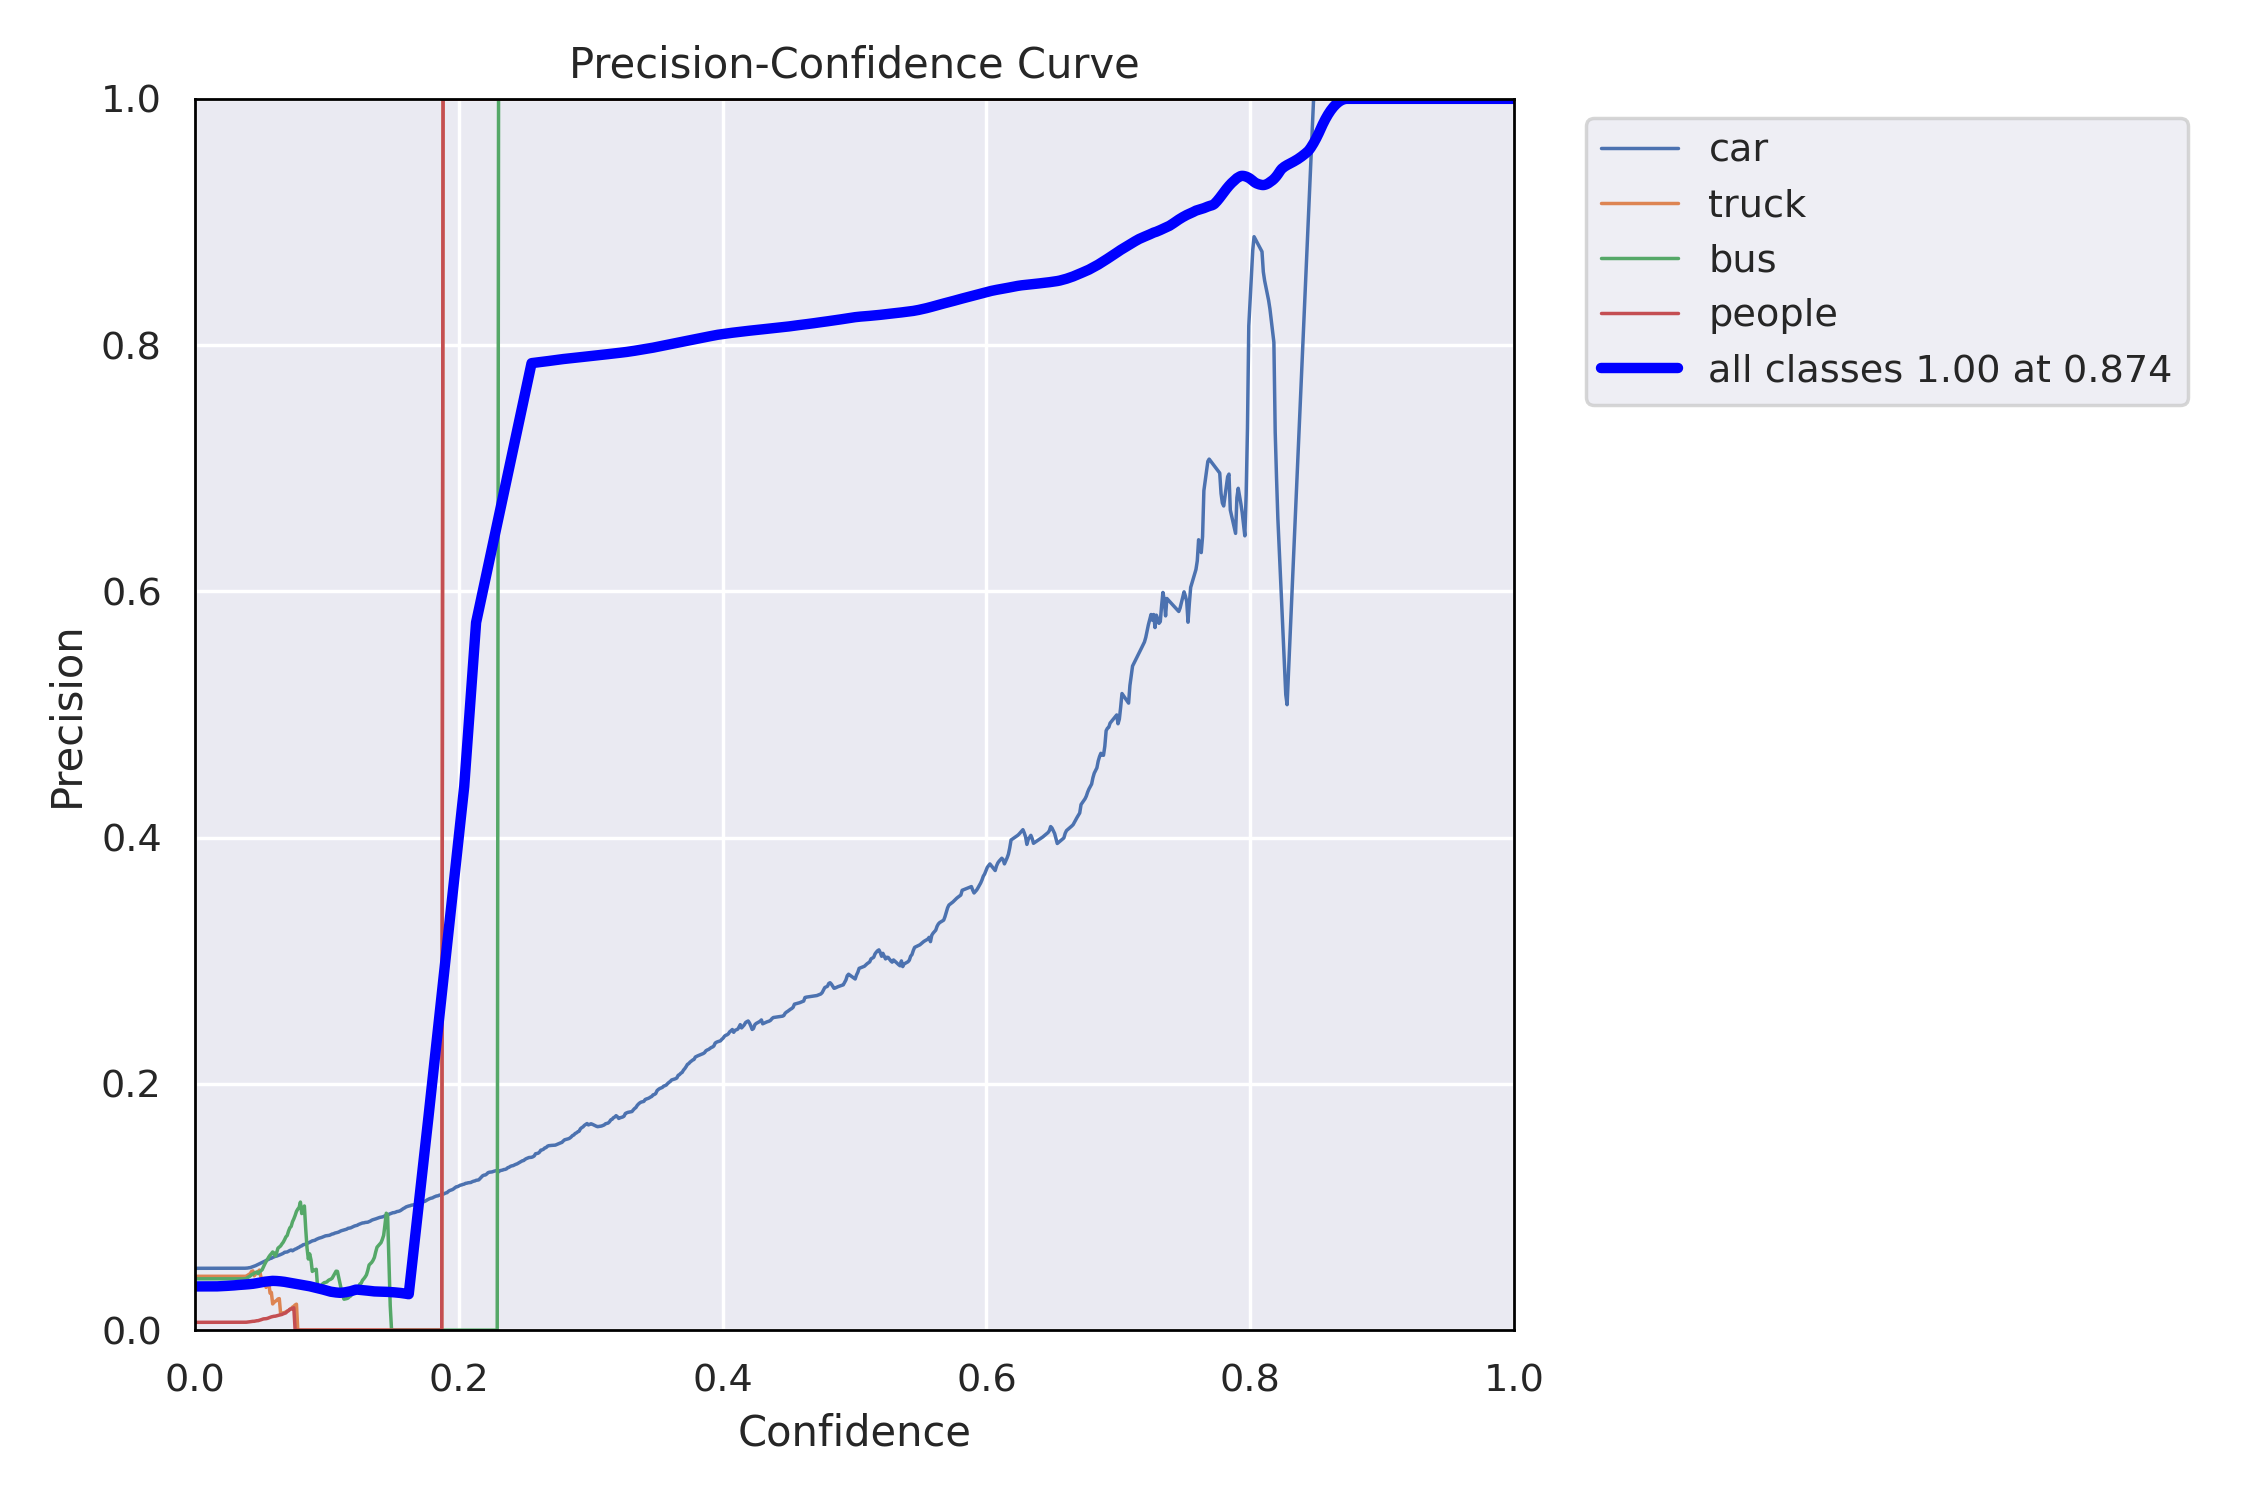 Precision-Confidence Curve
1.0
0.8
0.6
0.4
0.2
0.0
Precision
0.0 0.2 0.4 0.6 0.8 1.0
Confidence
car
truck
bus
people
all classes 1.00 at 0.874